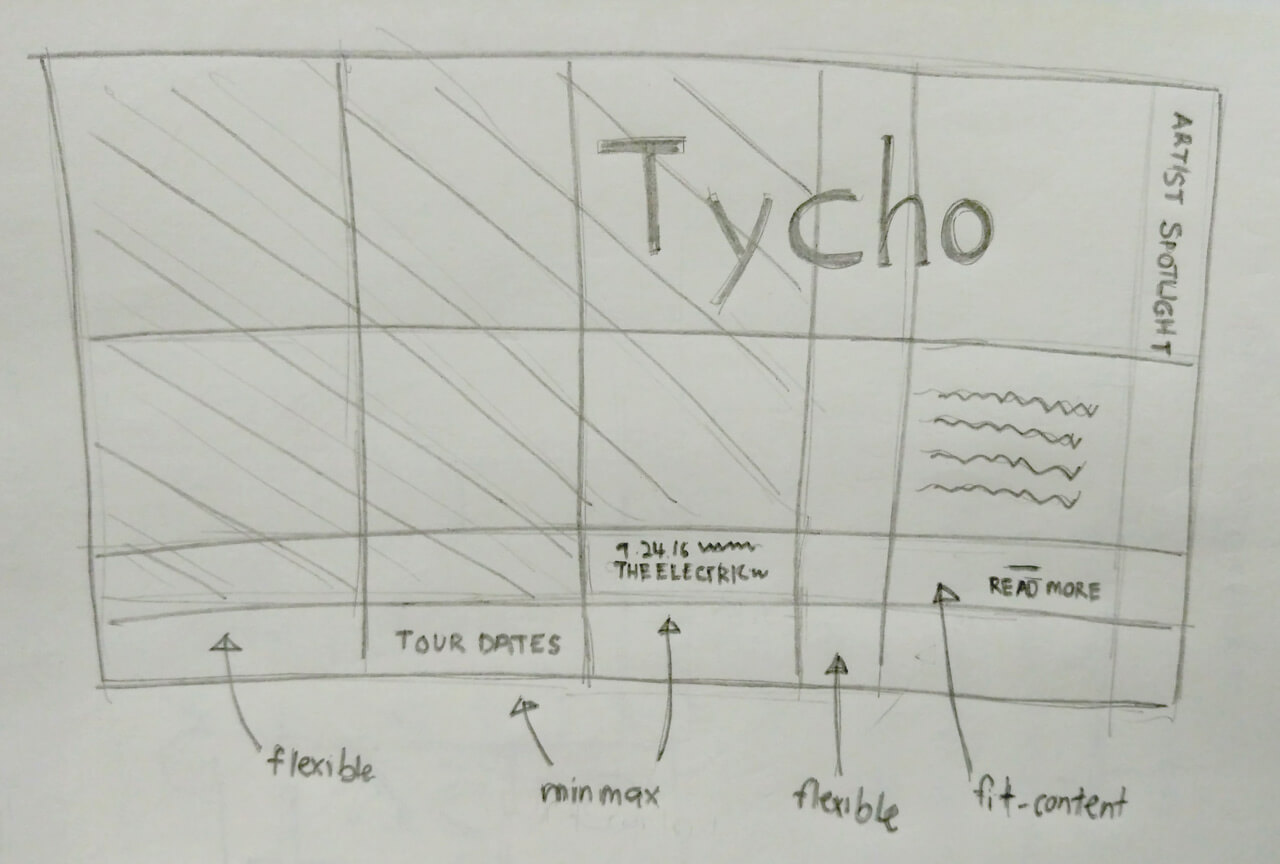 Tycho
ARTIST SPOTLIGHT
9.24.16
THE ELECTRIC
READ MORE
TOUR DATES
flexible
minmax
flexible
fit-content